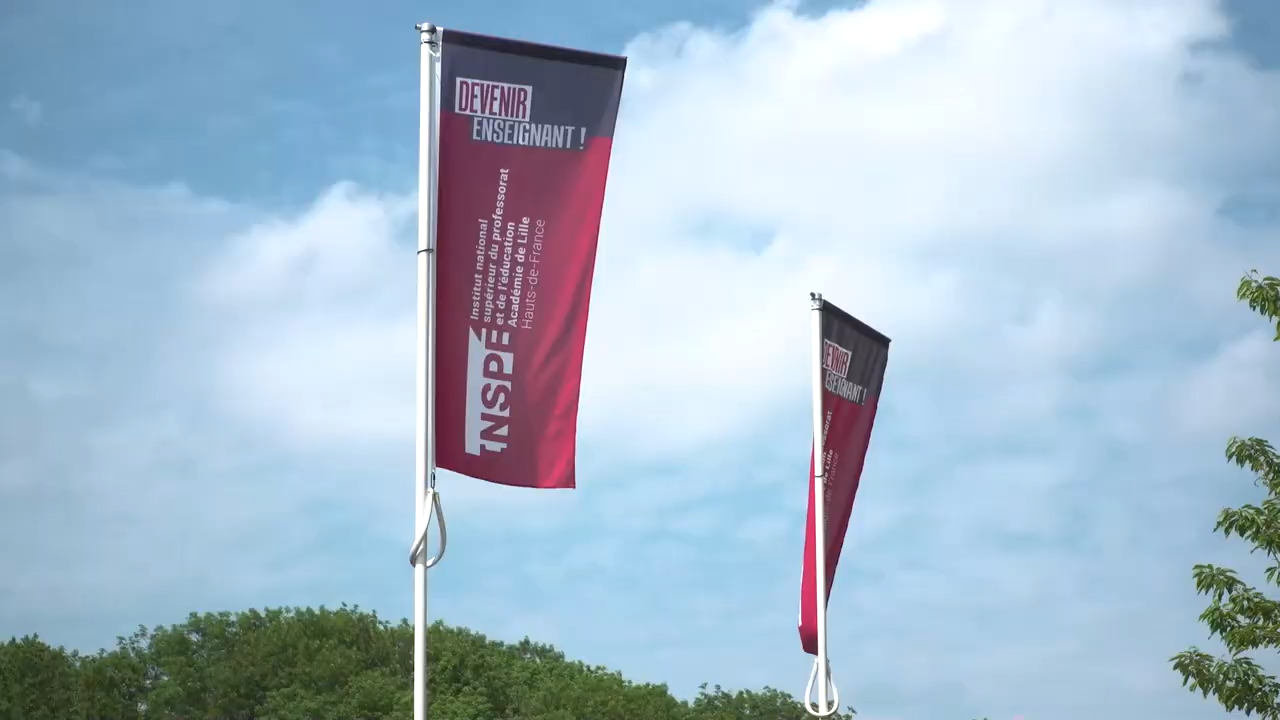 DEVENIR
ENSEIGNANT !
Institut national
supérieur du professorat
et de l'éducation
Académie de Lille
Hauts-de-France
INSPE
DEVENIR
ENSEIGNANT !